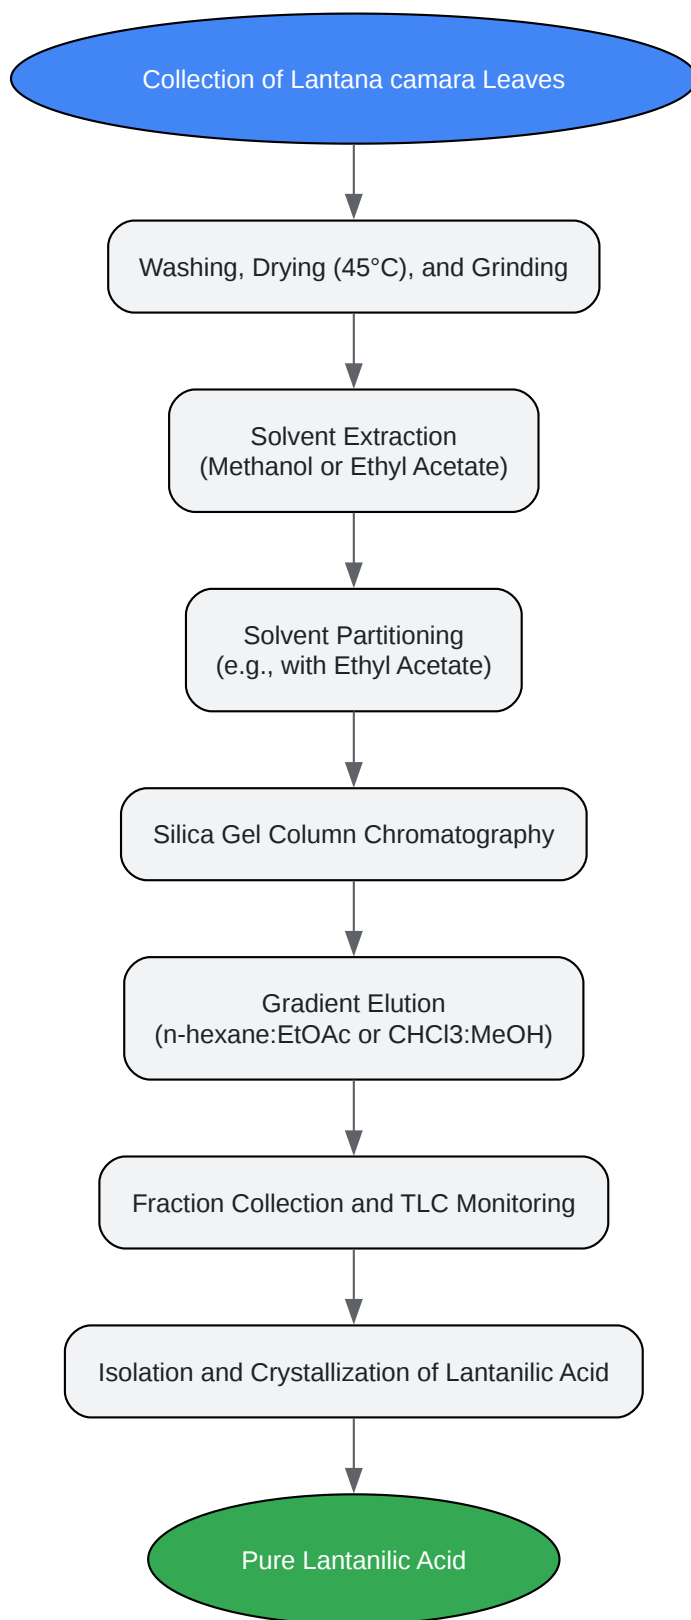 Collection of Lantana camara Leaves
Washing, Drying (45°C), and Grinding
Solvent Extraction
(Methanol or Ethyl Acetate)
Solvent Partitioning
(e.g., with Ethyl Acetate)
Silica Gel Column Chromatography
Gradient Elution
(n-hexane:EtOAc or CHCl3:MeOH)
Fraction Collection and TLC Monitoring
Isolation and Crystallization of Lantanilic Acid
Pure Lantanilic Acid